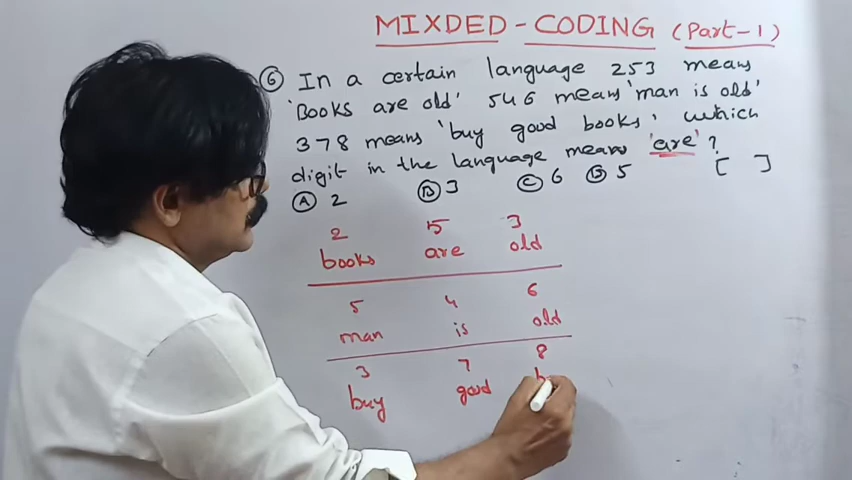 MIXDED - CODING (Part-1)
6 In a certain language 253 means
'Books are old' 546 means 'man is old'
378 means 'buy good books', which
digit in the language means 'are' ?
A 2 B 3 C 6 B 5 [ ]
2 5 3
books are old
5 4 6
man is old
3 7 8
buy good b